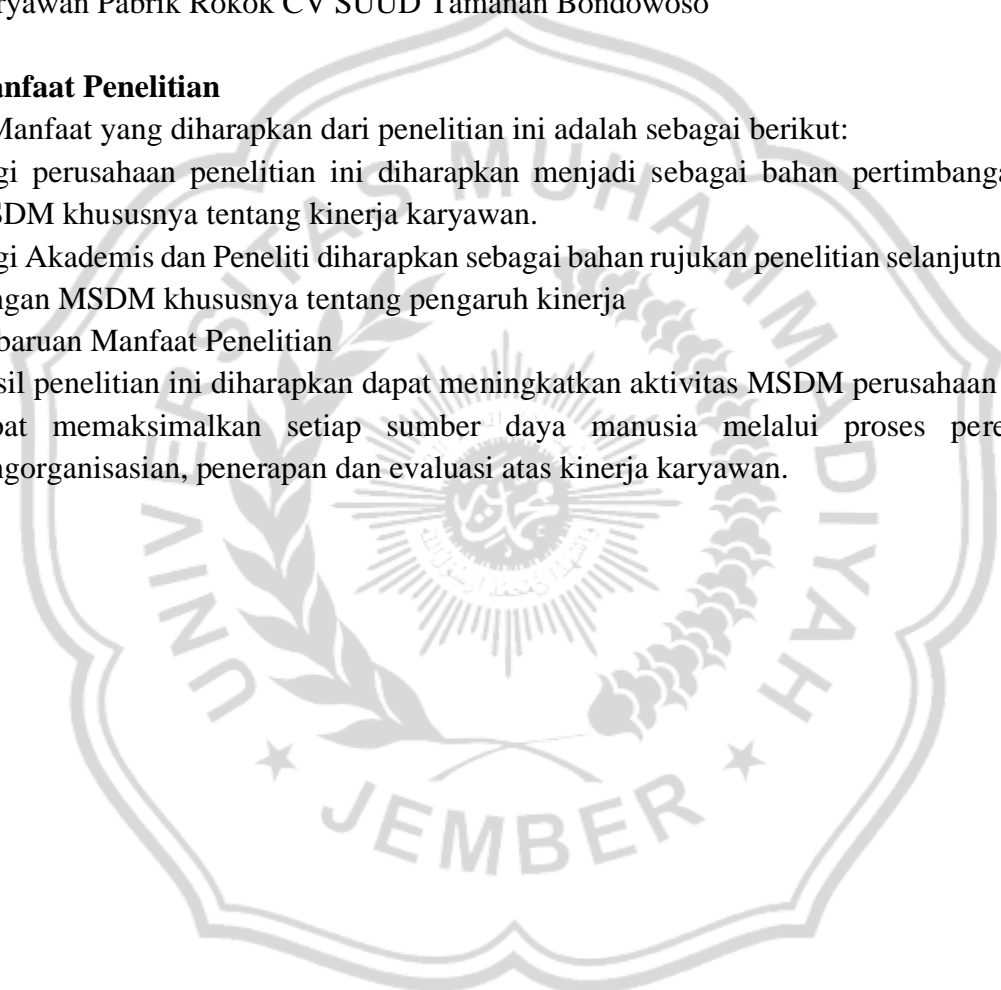 ryawan Pabrik Rokok CV SUUD Tamanan Bondowoso
anfaat Penelitian
Manfaat yang diharapkan dari penelitian ini adalah sebagai berikut:
gi perusahaan penelitian ini diharapkan menjadi sebagai bahan pertimbanga
SDM khususnya tentang kinerja karyawan.
gi Akademis dan Peneliti diharapkan sebagai bahan rujukan penelitian selanjutn
ngan MSDM khususnya tentang pengaruh kinerja
baruan Manfaat Penelitian
sil penelitian ini diharapkan dapat meningkatkan aktivitas MSDM perusahaan
pat memaksimalkan setiap sumber daya manusia melalui proses pere
ngorganisasian, penerapan dan evaluasi atas kinerja karyawan.
UNIVERSITAS MUHAMMADIYAH
JEMBER